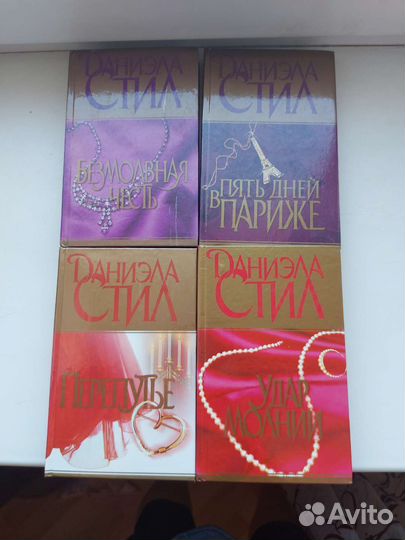 Даниэла
Стил
Безмолвная
честь
Даниэла
Стил
Пять дней
в Париже
Даниэла
Стил
Перепутье
Даниэла
Стил
Удар
молнии
Avito